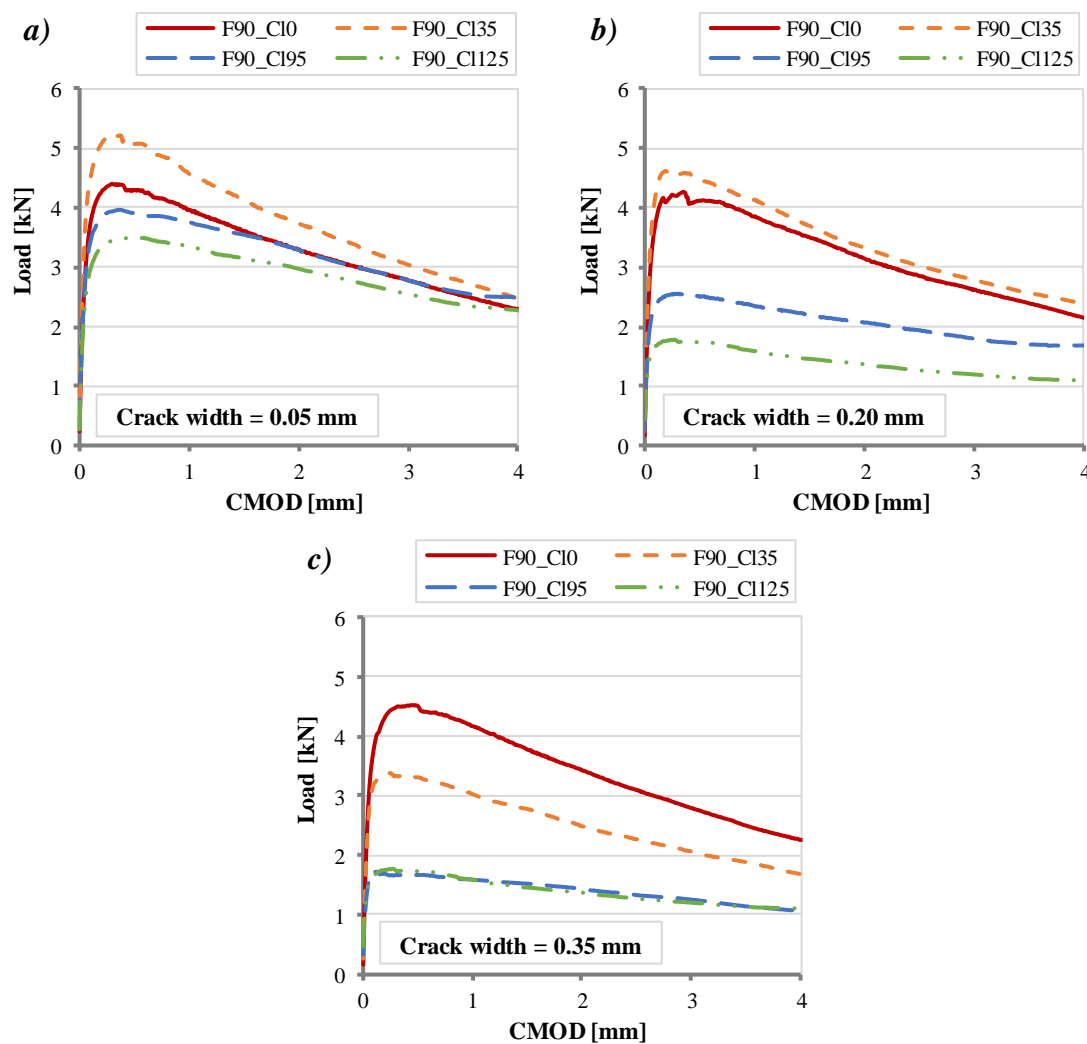 a)
F90_Cl0
F90_Cl35
F90_Cl95
F90_Cl125
6
5
4
3
2
1
0
Load [kN]
Crack width = 0.05 mm
0 1 2 3 4
CMOD [mm]
b)
F90_Cl0
F90_Cl35
F90_Cl95
F90_Cl125
6
5
4
3
2
1
0
Load [kN]
Crack width = 0.20 mm
0 1 2 3 4
CMOD [mm]
c)
F90_Cl0
F90_Cl35
F90_Cl95
F90_Cl125
6
5
4
3
2
1
0
Load [kN]
Crack width = 0.35 mm
0 1 2 3 4
CMOD [mm]